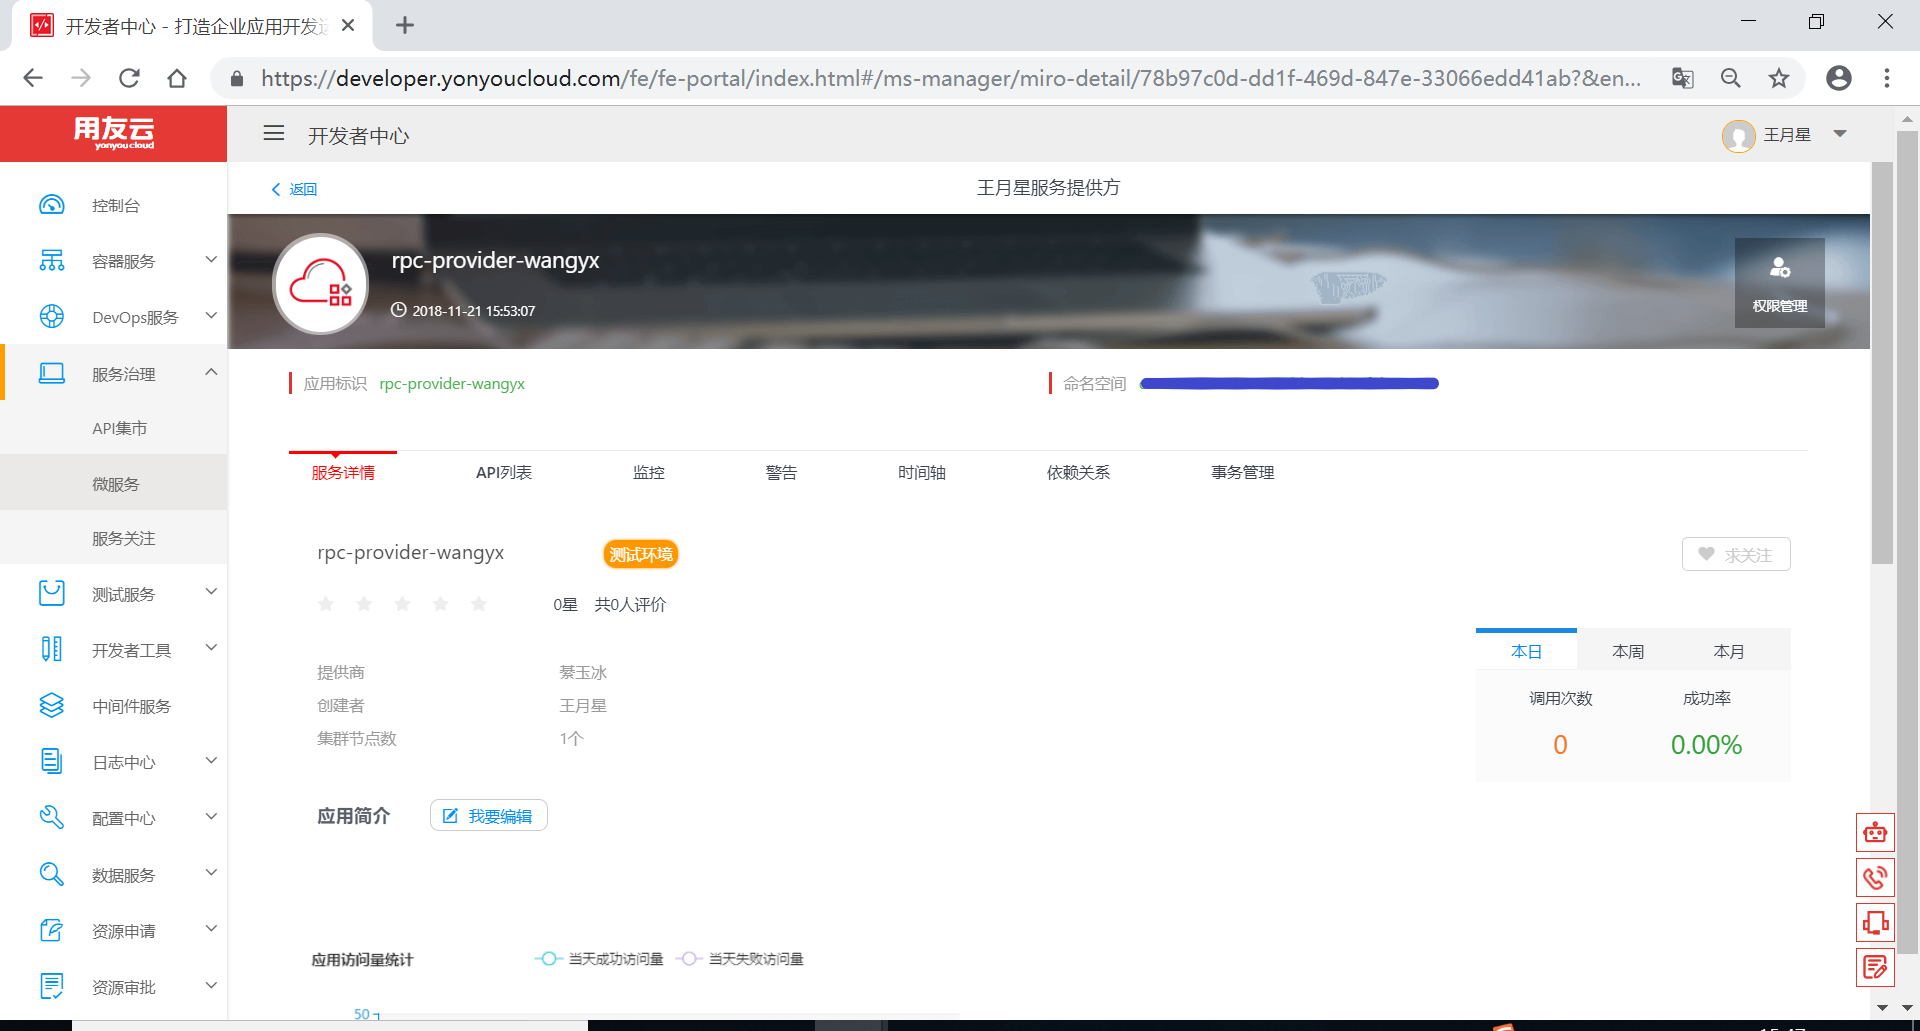 开发者中心 - 打造企业应用开发
https://developer.yonyoucloud.com/fe/fe-portal/index.html#/ms-manager/miro-detail/78b97c0d-dd1f-469d-847e-33066edd41ab?&en...
用友云
yonyou cloud
开发者中心
王月星
返回
王月星服务提供方
控制台
容器服务
DevOps服务
服务治理
API集市
微服务
服务关注
测试服务
开发者工具
中间件服务
日志中心
配置中心
数据服务
资源申请
资源审批
rpc-provider-wangyx
2018-11-21 15:53:07
权限管理
应用标识 rpc-provider-wangyx
命名空间
服务详情 API列表 监控 警告 时间轴 依赖关系 事务管理
rpc-provider-wangyx 测试环境
求关注
0星 共0人评价
提供商 綦玉冰
创建者 王月星
集群节点数 1个
本日 本周 本月
调用次数 成功率
0 0.00%
应用简介 我要编辑
应用访问量统计 当天成功访问量 当天失败访问量
50